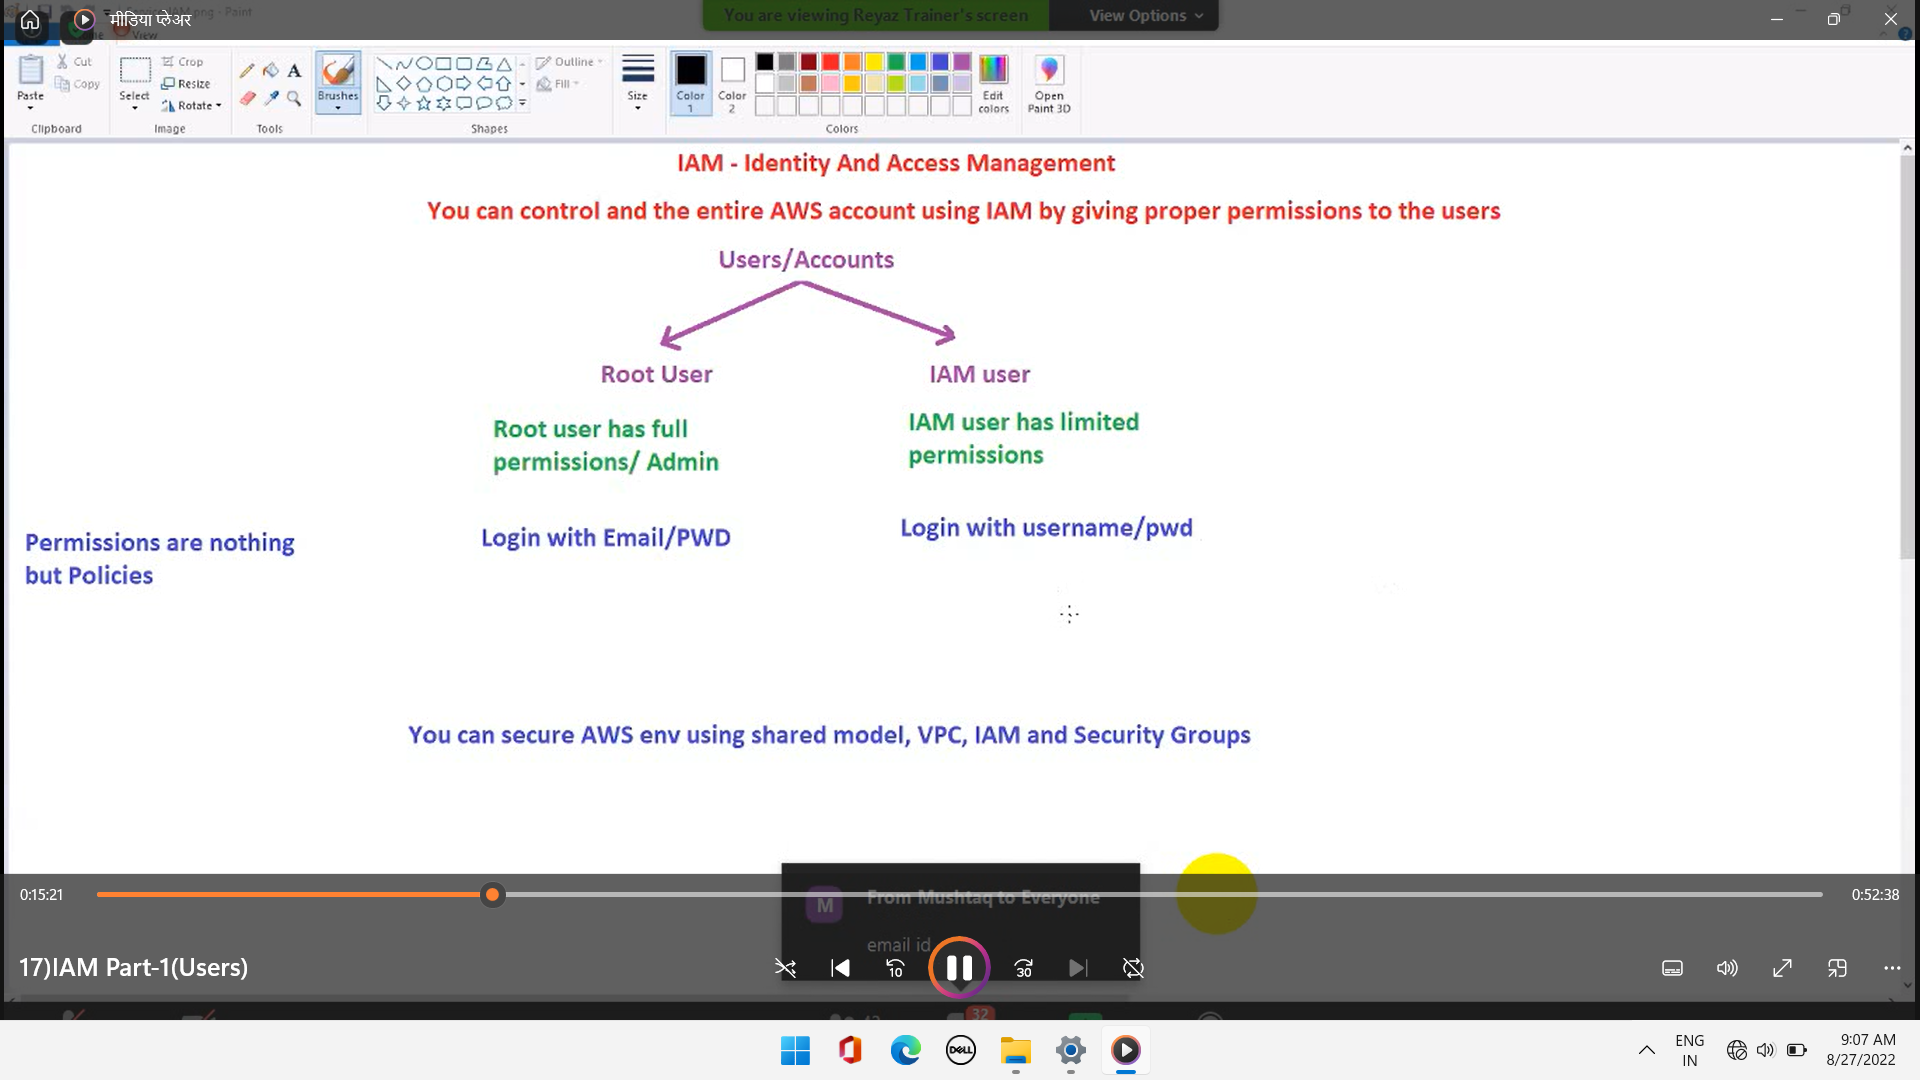 मीडिया प्लेअर
You are viewing Reyaz Trainer's screen
View Options
Paste
Cut
Copy
Clipboard
Select
Crop
Resize
Rotate
Image
A
Tools
Brushes
Shapes
Outline
Fill
Size
Color 1
Color 2
Colors
Edit colors
Open Paint 3D
IAM - Identity And Access Management
You can control and the entire AWS account using IAM by giving proper permissions to the users
Users/Accounts
Root User
IAM user
Root user has full
permissions/ Admin
IAM user has limited
permissions
Login with Email/PWD
Login with username/pwd
Permissions are nothing
but Policies
You can secure AWS env using shared model, VPC, IAM and Security Groups
M
From Mushtaq to Everyone
email id
0:15:21
0:52:38
17)IAM Part-1(Users)
10
30
32
DELL
ENG
IN
9:07 AM
8/27/2022